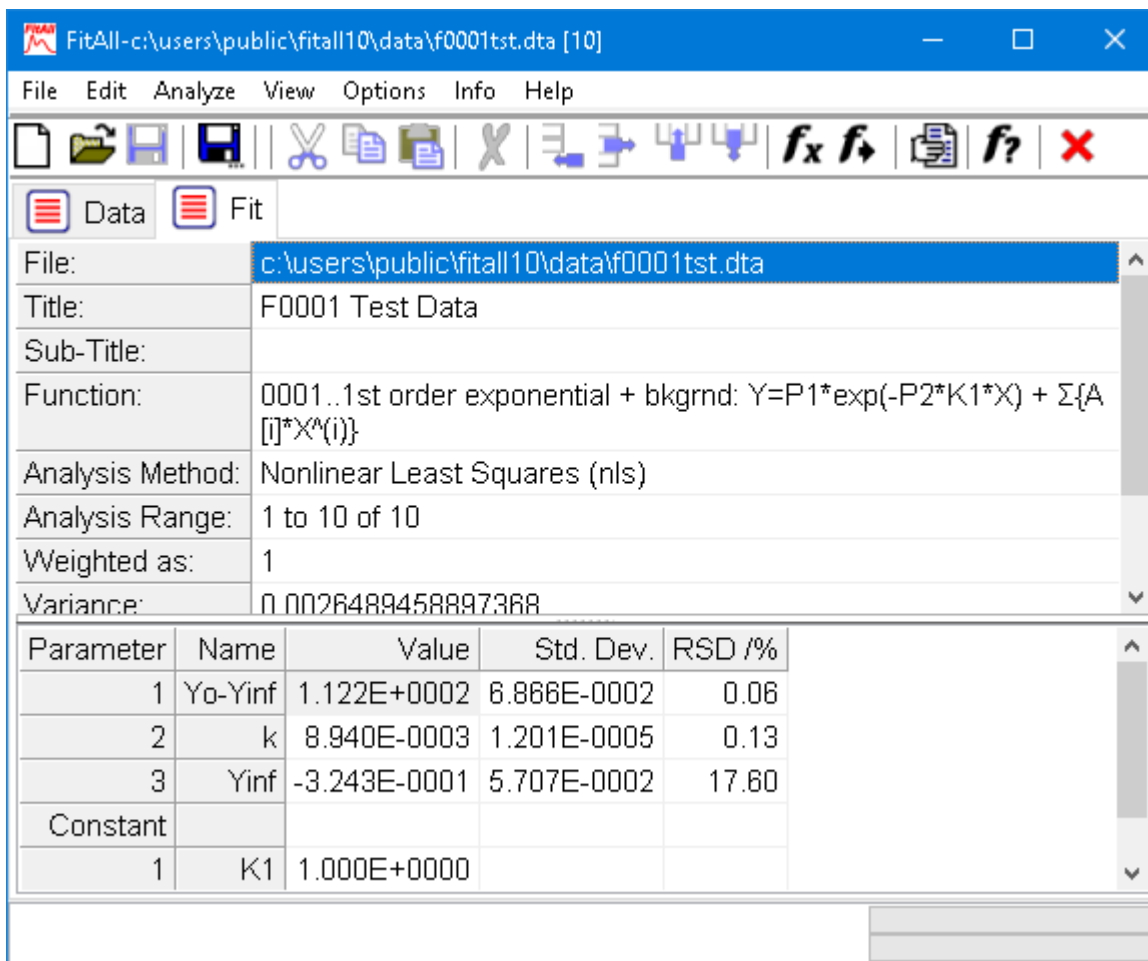 FitAll-c:\users\public\fitall10\data\f0001tst.dta [10]
File Edit Analyze View Options Info Help
Data Fit
File: c:\users\public\fitall10\data\f0001tst.dta
Title: F0001 Test Data
Sub-Title:
Function: 0001..1st order exponential + bkgrnd: Y=P1*exp(-P2*K1*X) + Σ{A
[i]*X^(i)}
Analysis Method: Nonlinear Least Squares (nls)
Analysis Range: 1 to 10 of 10
Weighted as: 1
Variance: 0.0026489458897368
Parameter Name Value Std. Dev. RSD /%
1 Yo-Yinf 1.122E+0002 6.866E-0002 0.06
2 k 8.940E-0003 1.201E-0005 0.13
3 Yinf -3.243E-0001 5.707E-0002 17.60
Constant
1 K1 1.000E+0000